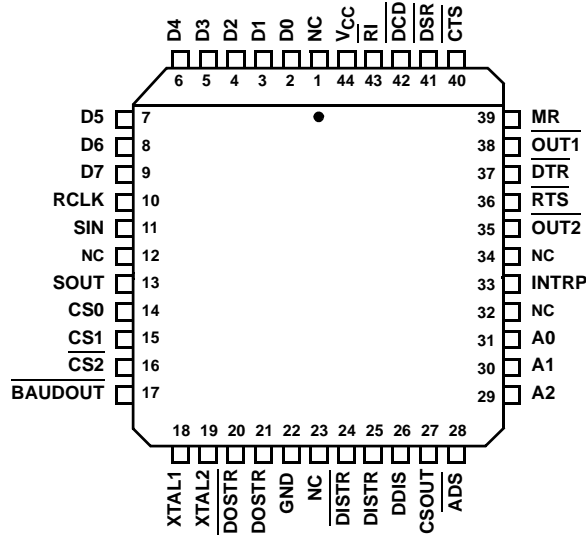 D4 D3 D2 D1 D0 NC VCC RI DCD DSR CTS
6 5 4 3 2 1 44 43 42 41 40
D5 7 39 MR
D6 8 38 OUT1
D7 9 37 DTR
RCLK 10 36 RTS
SIN 11 35 OUT2
NC 12 34 NC
SOUT 13 33 INTRPT
CS0 14 32 NC
CS1 15 31 A0
CS2 16 30 A1
BAUDOUT 17 29 A2
18 19 20 21 22 23 24 25 26 27 28
XTAL1 XTAL2 DOSTR DOSTR GND NC DISTR DISTR DDIS CSOUT ADS